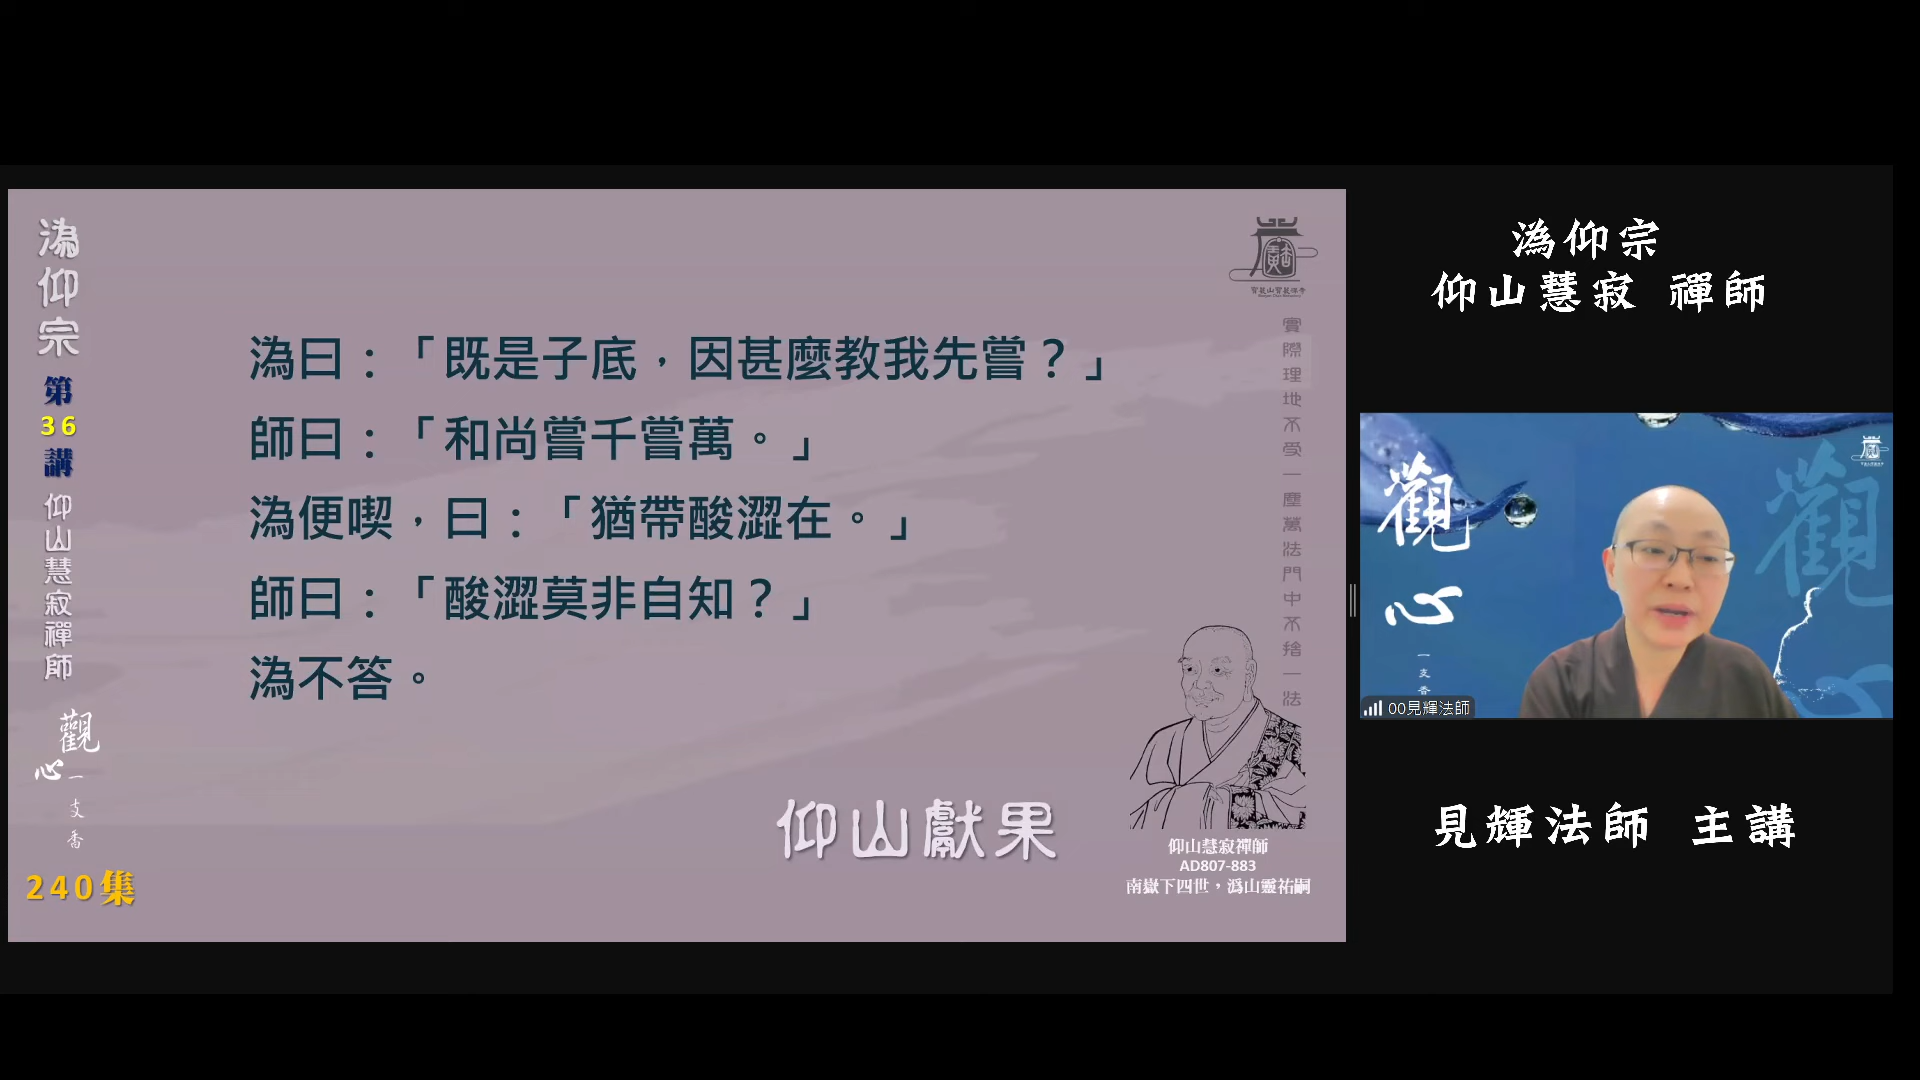 溈仰宗
第
36
講
仰山慧寂禪師
觀心一支香
240集
溈曰：「既是子底，因甚麼教我先嘗？」
師曰：「和尚嘗千嘗萬。」
溈便喫，曰：「猶帶酸澀在。」
師曰：「酸澀莫非自知？」
溈不答。
仰山獻果
實際理地不受一塵萬法門中不捨一法
仰山慧寂禪師
AD807-883
南嶽下四世，溈山靈祐嗣
溈仰宗
仰山慧寂 禪師
觀心
一支香
觀
00見輝法師
見輝法師 主講